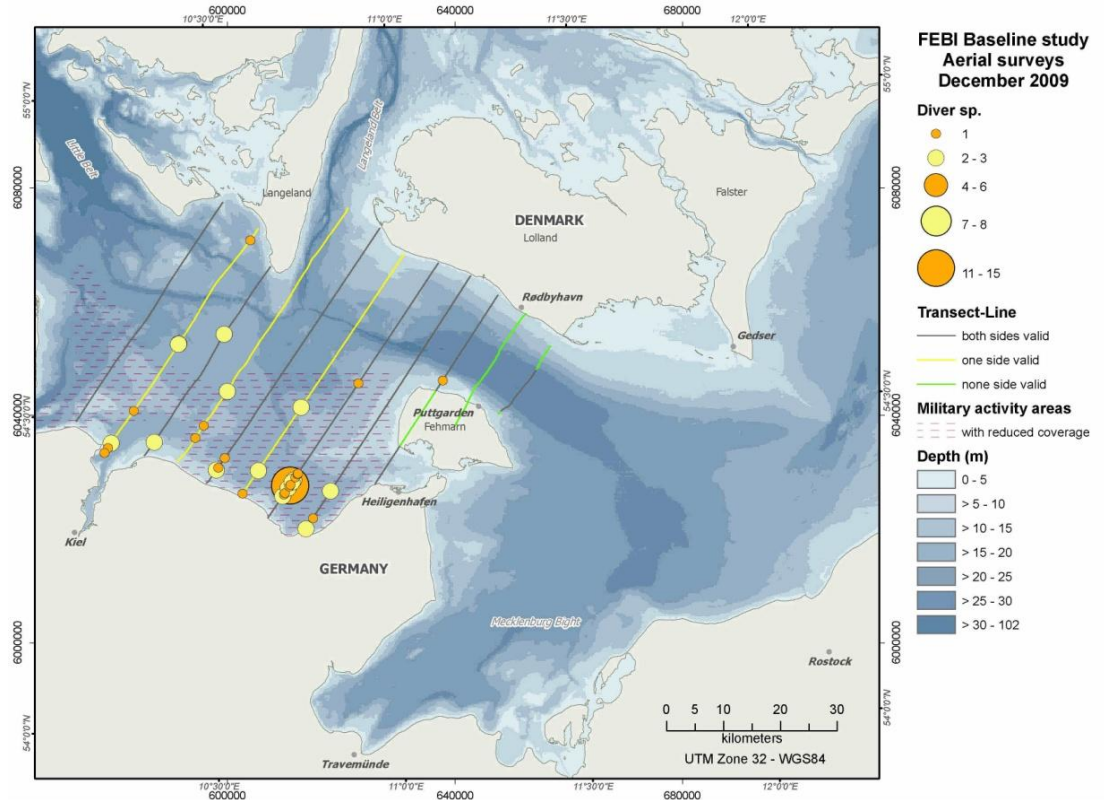 600000
640000
680000
10°30'0"E
11°0'0"E
11°30'0"E
12°0'0"E
55°0'0"N
55°0'0"N
6080000
6080000
54°30'0"N
54°30'0"N
6040000
6040000
6000000
6000000
54°0'0"N
54°0'0"N
Little Belt
Langeland Belt
Langeland
DENMARK
Lolland
Falster
Rødbyhavn
Gedser
Puttgarden
Fehmarn
Heiligenhafen
Kiel
GERMANY
Mecklenburg Bight
Rostock
Travemünde
0 5 10 20 30
kilometers
UTM Zone 32 - WGS84
10°30'0"E
11°0'0"E
11°30'0"E
12°0'0"E
600000
640000
680000
FEBI Baseline study
Aerial surveys
December 2009
Diver sp.
1
2 - 3
4 - 6
7 - 8
11 - 15
Transect-Line
both sides valid
one side valid
none side valid
Military activity areas
with reduced coverage
Depth (m)
0 - 5
> 5 - 10
> 10 - 15
> 15 - 20
> 20 - 25
> 25 - 30
> 30 - 102